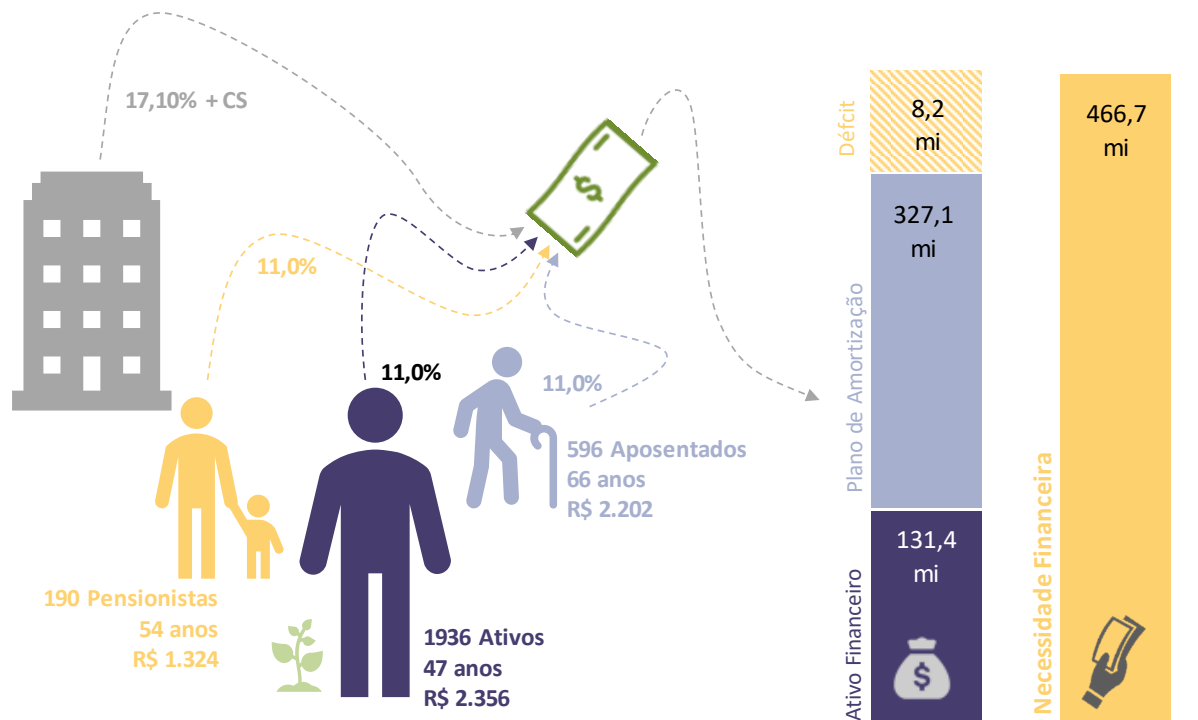 17,10% + CS
11,0%
11,0%
11,0%
190 Pensionistas
54 anos
R$ 1.324
1936 Ativos
47 anos
R$ 2.356
596 Aposentados
66 anos
R$ 2.202
$
Défcit
8,2
mi
Plano de Amortização
327,1
mi
Ativo Financeiro
131,4
mi
$
Necessidade Financeira
466,7
mi